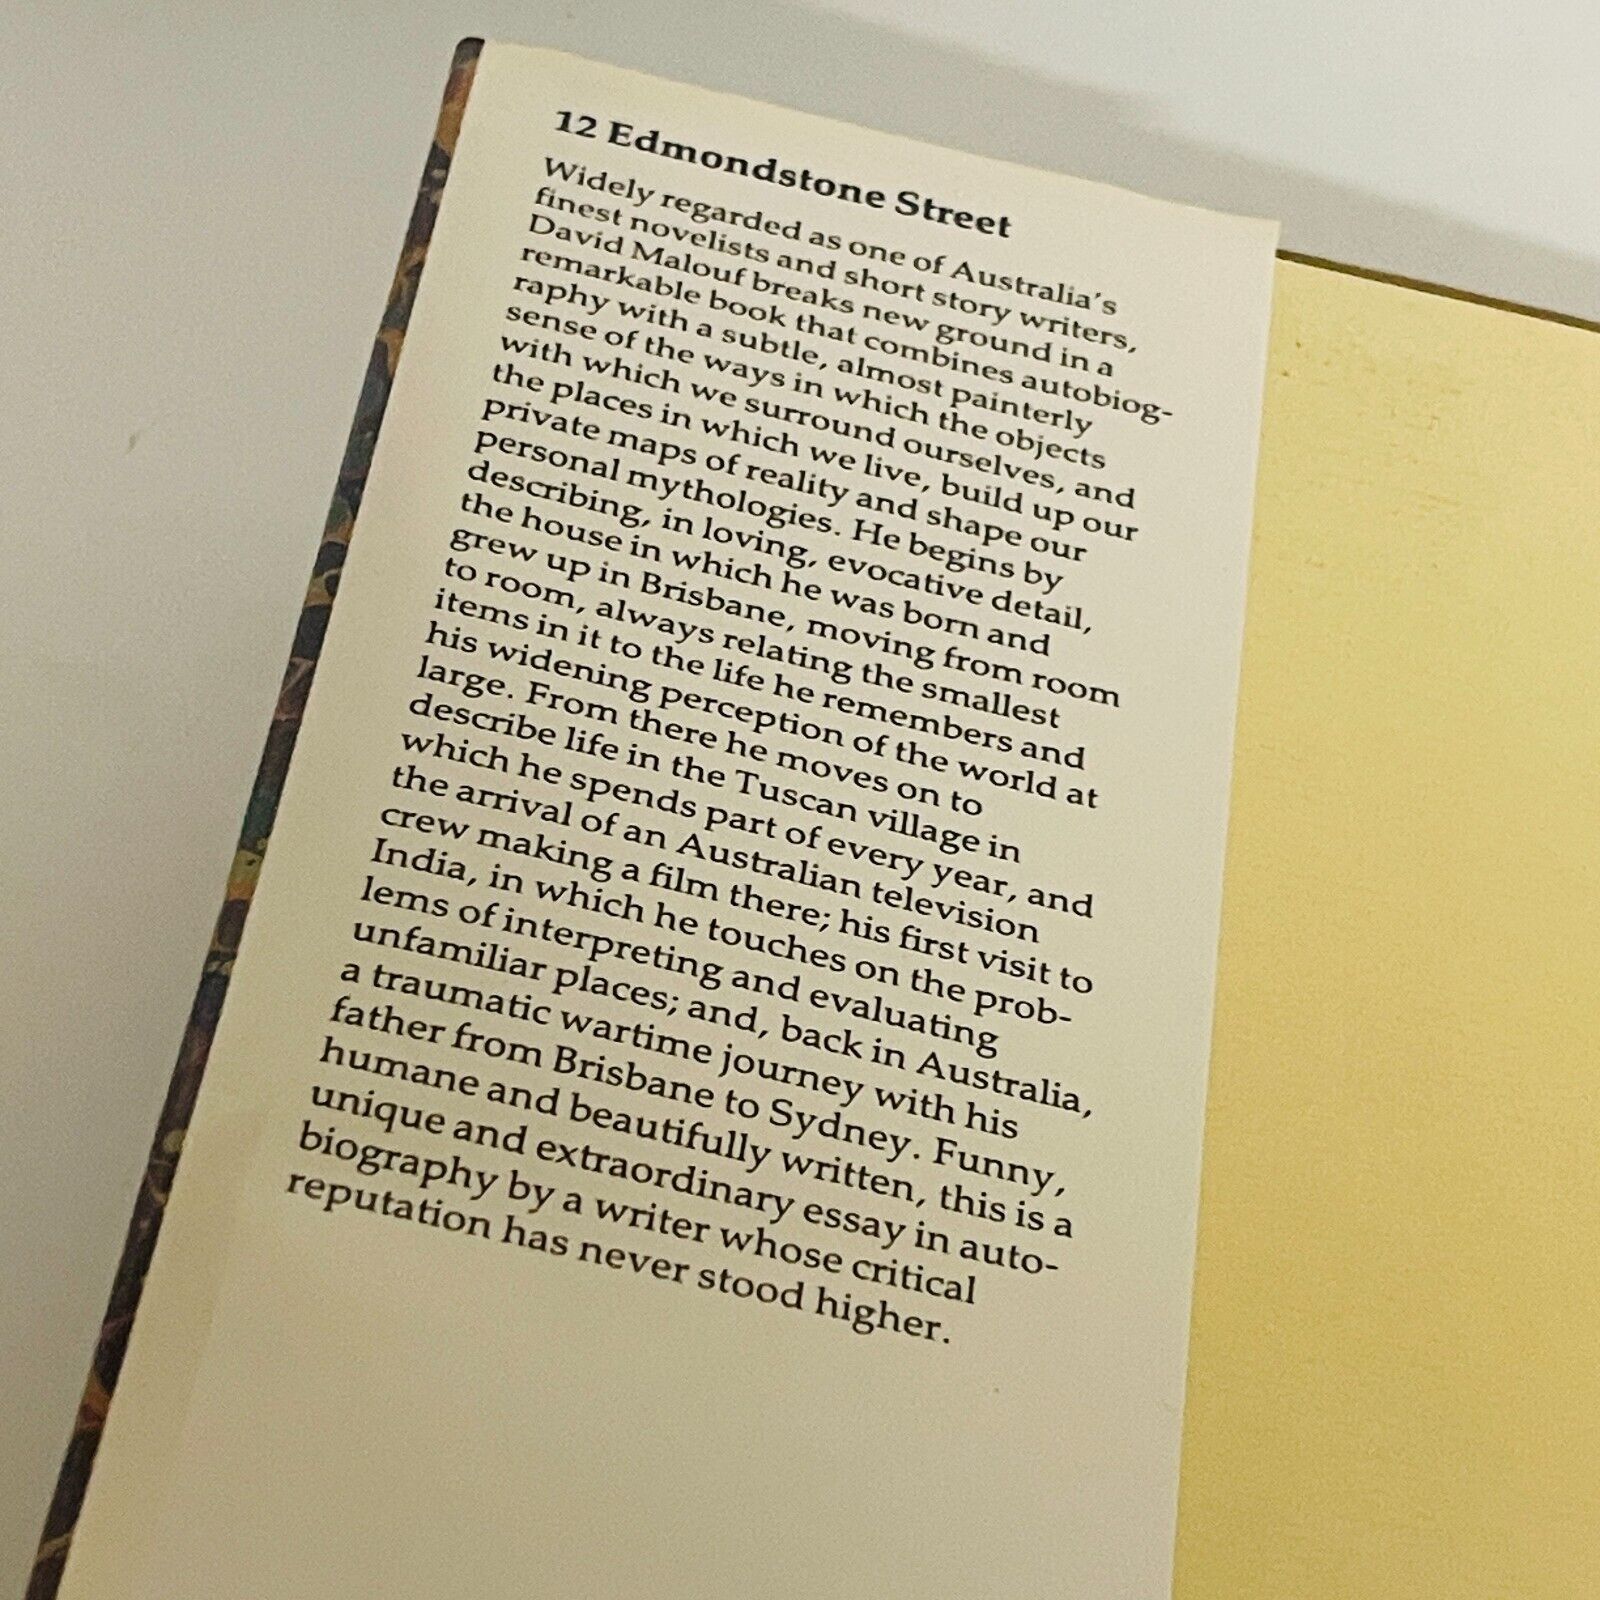 12 Edmondstone Street
Widely regarded as one of Australia's
finest novelists and short story writers,
David Malouf breaks new ground in a
remarkable book that combines autobiog-
raphy with a subtle, almost painterly
sense of the ways in which the objects
with which we surround ourselves, and
the places in which we live, build up our
private maps of reality and shape our
personal mythologies. He begins by
describing, in loving, evocative detail,
the house in which he was born and
grew up in Brisbane, moving from room
to room, always relating the smallest
items in it to the life he remembers and
his widening perception of the world at
large. From there he moves on to
describe life in the Tuscan village in
which he spends part of every year, and
the arrival of an Australian television
crew making a film there; his first visit to
India, in which he touches on the prob-
lems of interpreting and evaluating
unfamiliar places; and, back in Australia,
a traumatic wartime journey with his
father from Brisbane to Sydney. Funny,
humane and beautifully written, this is a
unique and extraordinary essay in auto-
biography by a writer whose critical
reputation has never stood higher.